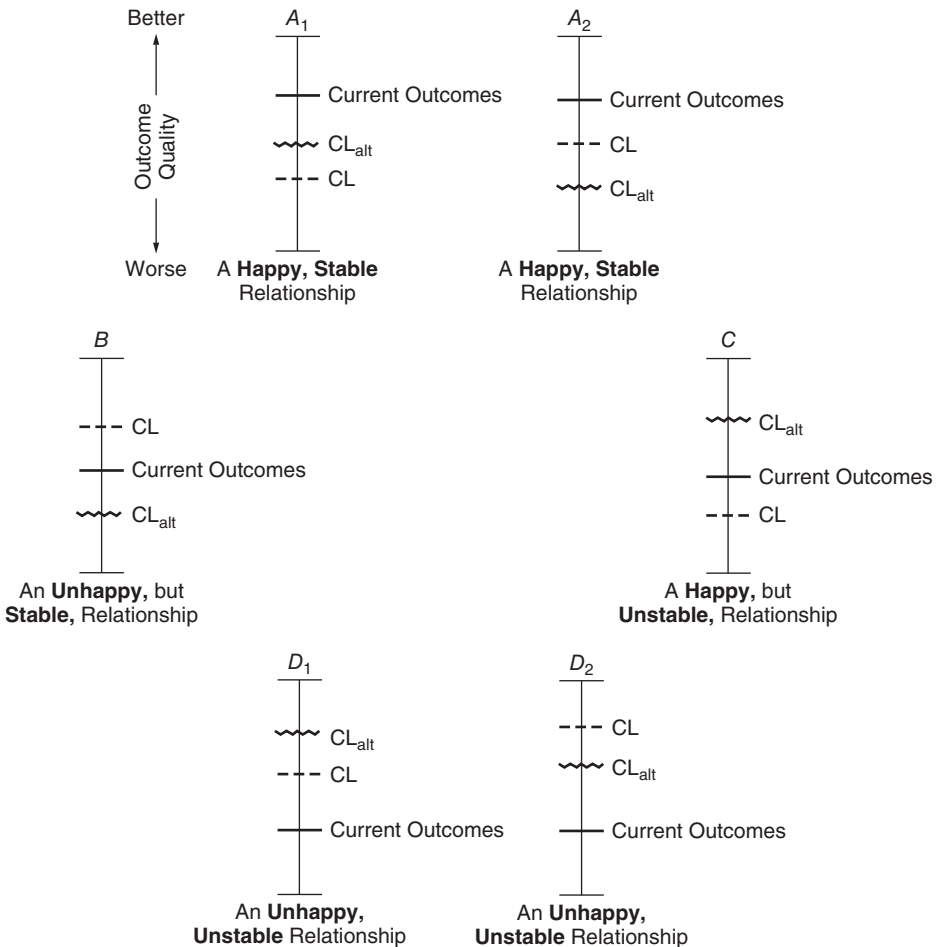 Better
Outcome
Quality
Worse
A1
Current Outcomes
CLalt
CL
A Happy, Stable
Relationship
A2
Current Outcomes
CL
CLalt
A Happy, Stable
Relationship
B
CL
Current Outcomes
CLalt
An Unhappy, but
Stable, Relationship
C
CLalt
Current Outcomes
CL
A Happy, but
Unstable, Relationship
D1
CLalt
CL
Current Outcomes
An Unhappy,
Unstable Relationship
D2
CL
CLalt
Current Outcomes
An Unhappy,
Unstable Relationship